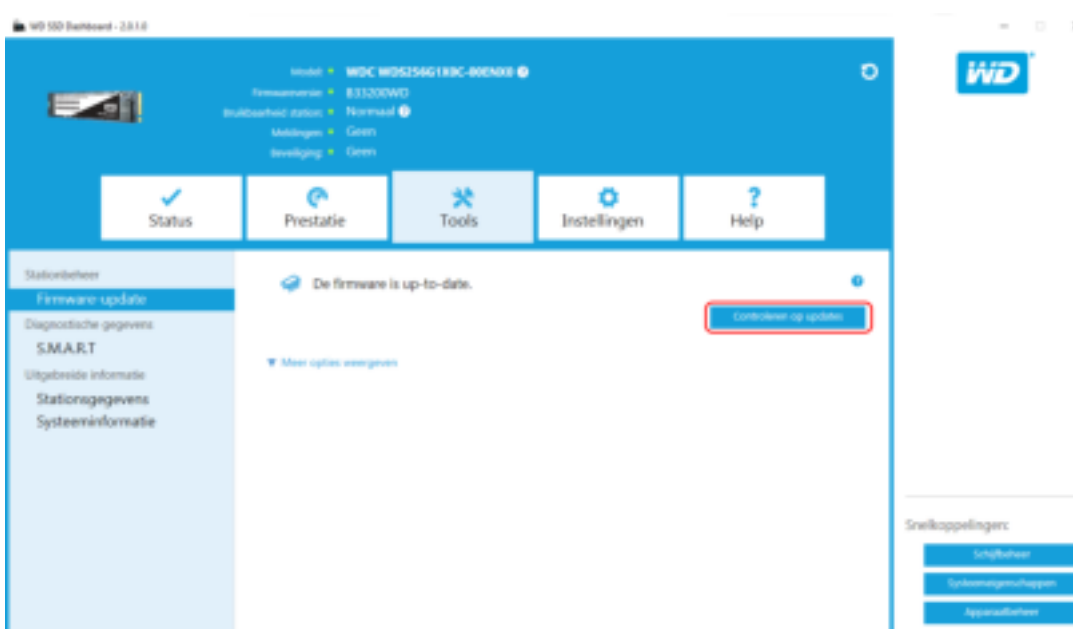 WD SSD Dashboard - 2.0.1.0
Model: WDC WDS256G1X0C-00ENX0
Firmwareversie: B33200WD
Bruikbaarheid station: Normaal
Meldingen: Geen
Beveiliging: Geen
WD
Status
Prestatie
Tools
Instellingen
? Help
Stationbeheer
Firmware-update
Diagnostische gegevens
S.M.A.R.T
Uitgebreide informatie
Stationsgegevens
Systeeminformatie
De firmware is up-to-date.
Controleren op updates
Meer opties weergeven
Snelkoppelingen:
Schijfbeheer
Systeemeigenschappen
Apparaatbeheer